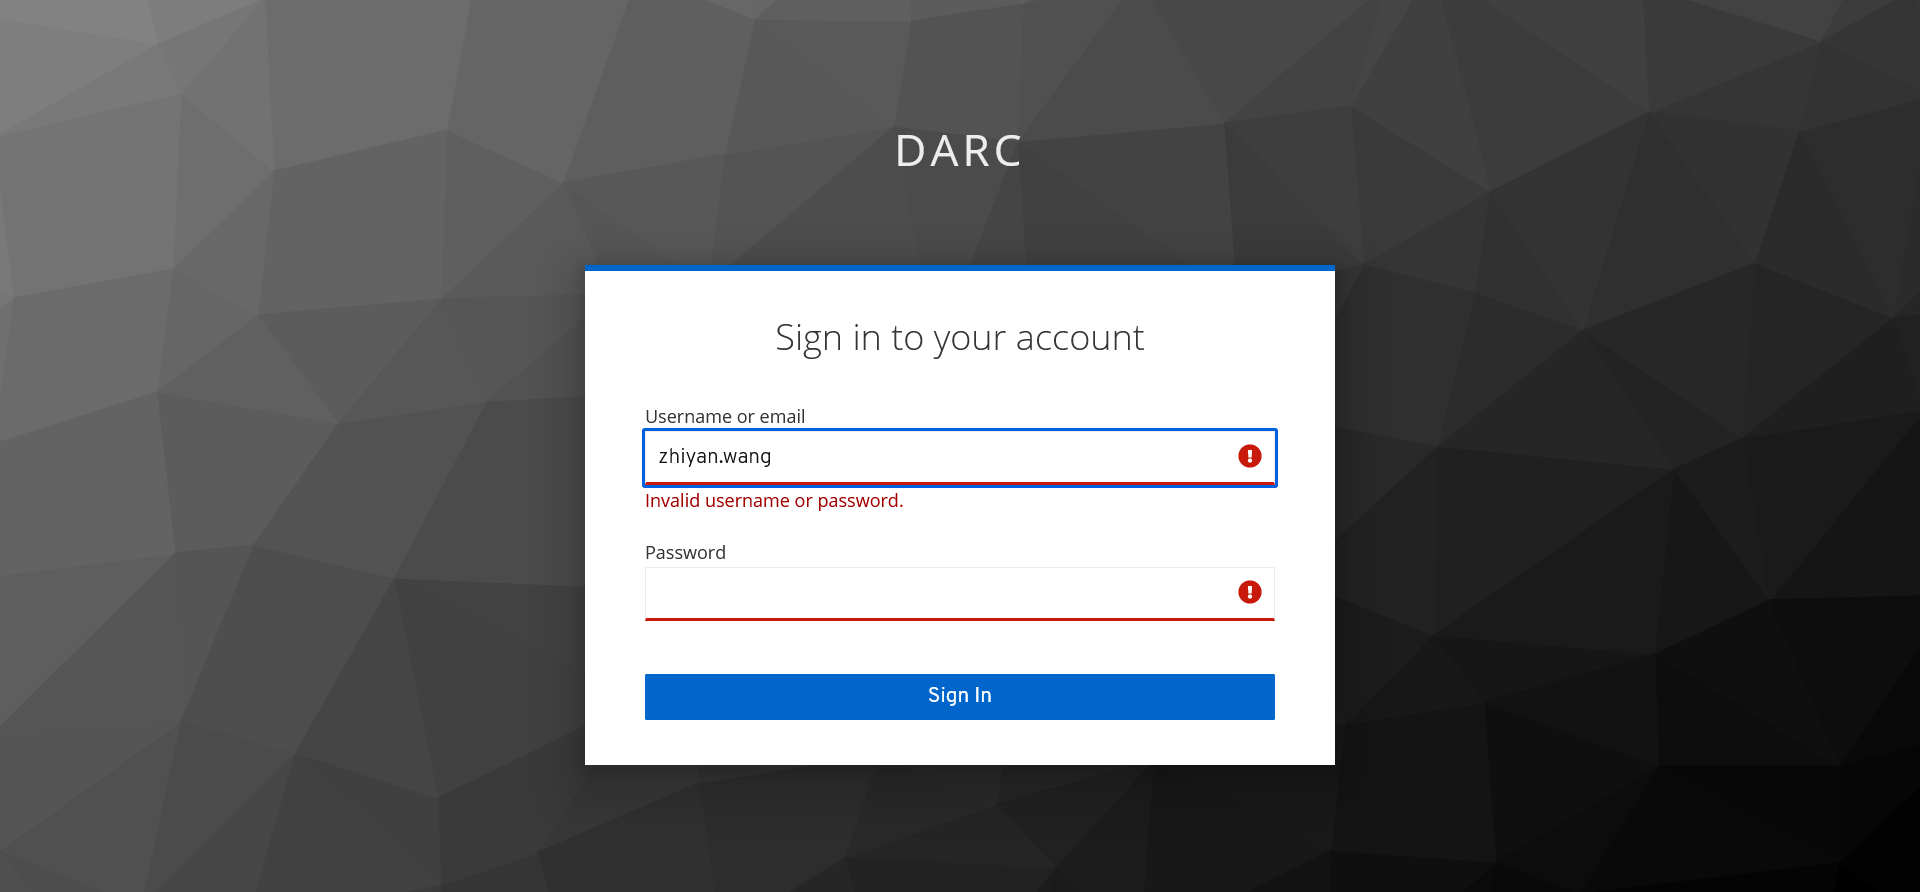 DARC
Sign in to your account
Username or email
zhiyan.wang
Invalid username or password.
Password
Sign In